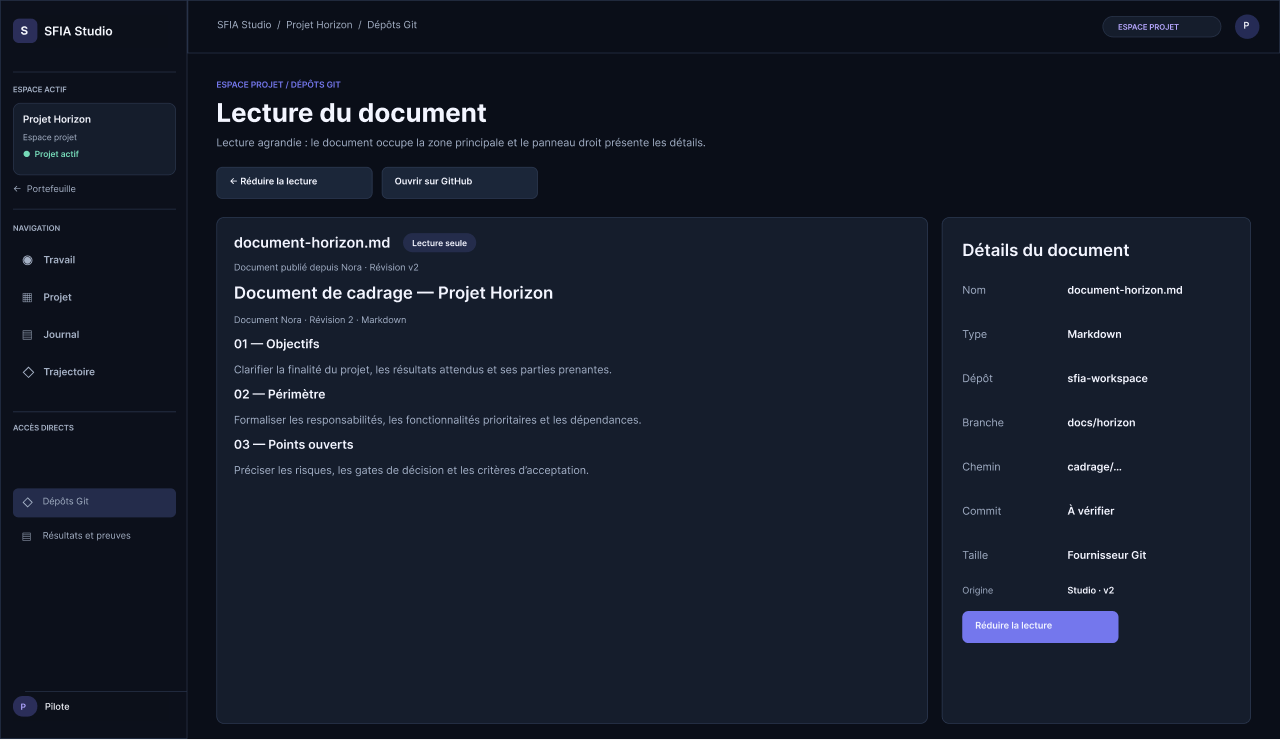 S SFIA Studio
ESPACE ACTIF
Projet Horizon
Espace projet
Projet actif
← Portefeuille
NAVIGATION
Travail
Projet
Journal
Trajectoire
ACCÈS DIRECTS
Dépôts Git
Résultats et preuves
P Pilote
SFIA Studio / Projet Horizon / Dépôts Git
ESPACE PROJET
P
ESPACE PROJET / DÉPÔTS GIT
Lecture du document
Lecture agrandie : le document occupe la zone principale et le panneau droit présente les détails.
← Réduire la lecture
Ouvrir sur GitHub
document-horizon.md Lecture seule
Document publié depuis Nora · Révision v2
Document de cadrage — Projet Horizon
Document Nora · Révision 2 · Markdown
01 — Objectifs
Clarifier la finalité du projet, les résultats attendus et ses parties prenantes.
02 — Périmètre
Formaliser les responsabilités, les fonctionnalités prioritaires et les dépendances.
03 — Points ouverts
Préciser les risques, les gates de décision et les critères d’acceptation.
Détails du document
Nom document-horizon.md
Type Markdown
Dépôt sfia-workspace
Branche docs/horizon
Chemin cadrage/…
Commit À vérifier
Taille Fournisseur Git
Origine Studio · v2
Réduire la lecture